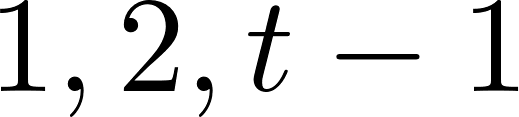 1, 2, t − 1